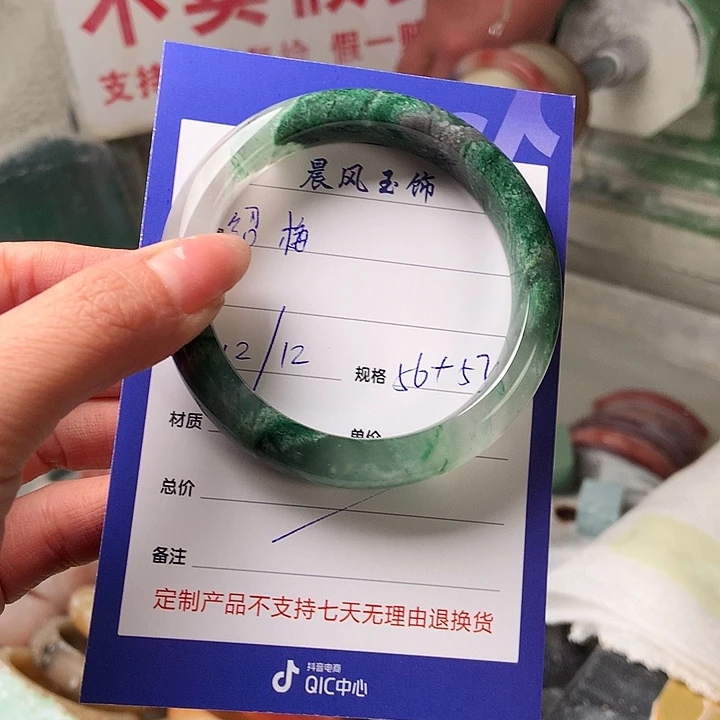 支持
假一
晨风玉饰
梅
12/12
规格 56+57
材质
单价
总价
备注
定制产品不支持七天无理由退换货
抖音电商
QIC中心